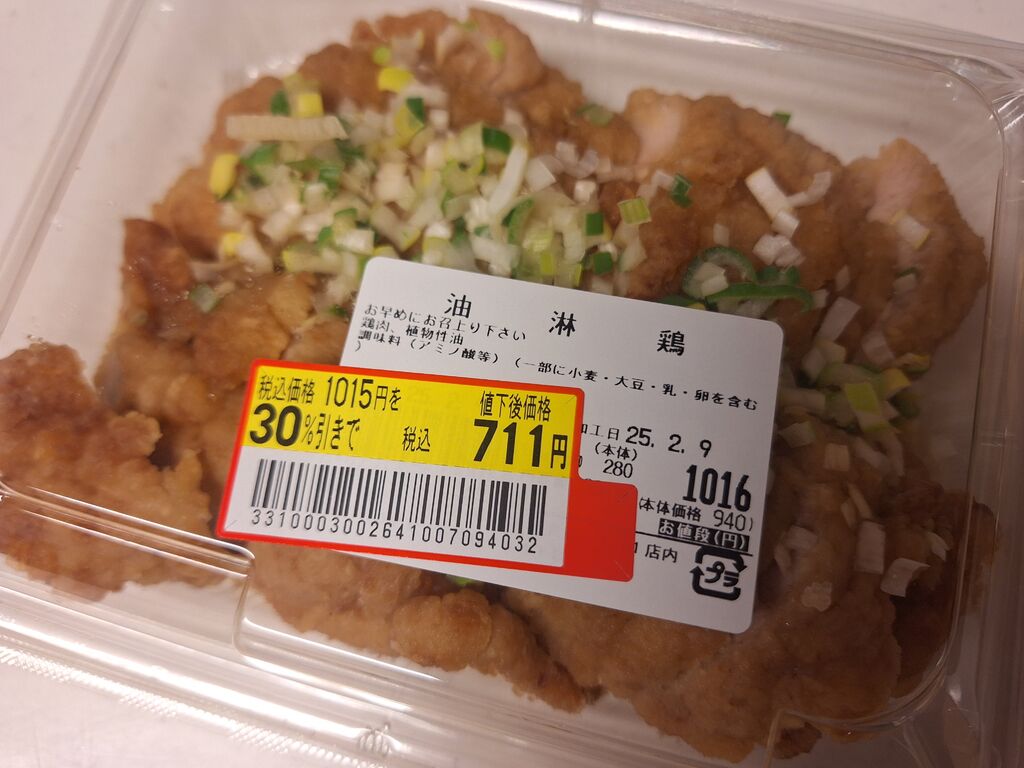 油淋鶏
お早めにお召上り下さい
鶏肉、植物性油
調味料（アミノ酸等）（一部に小麦・大豆・乳・卵を含む
）
税込価格 1015円を
30%引きで 税込
値下後価格
711円
3310003002641007094032
加工日 25. 2. 9
(本体)
280
1016
(本体価格 940)
お値段(円)
店内
プラ